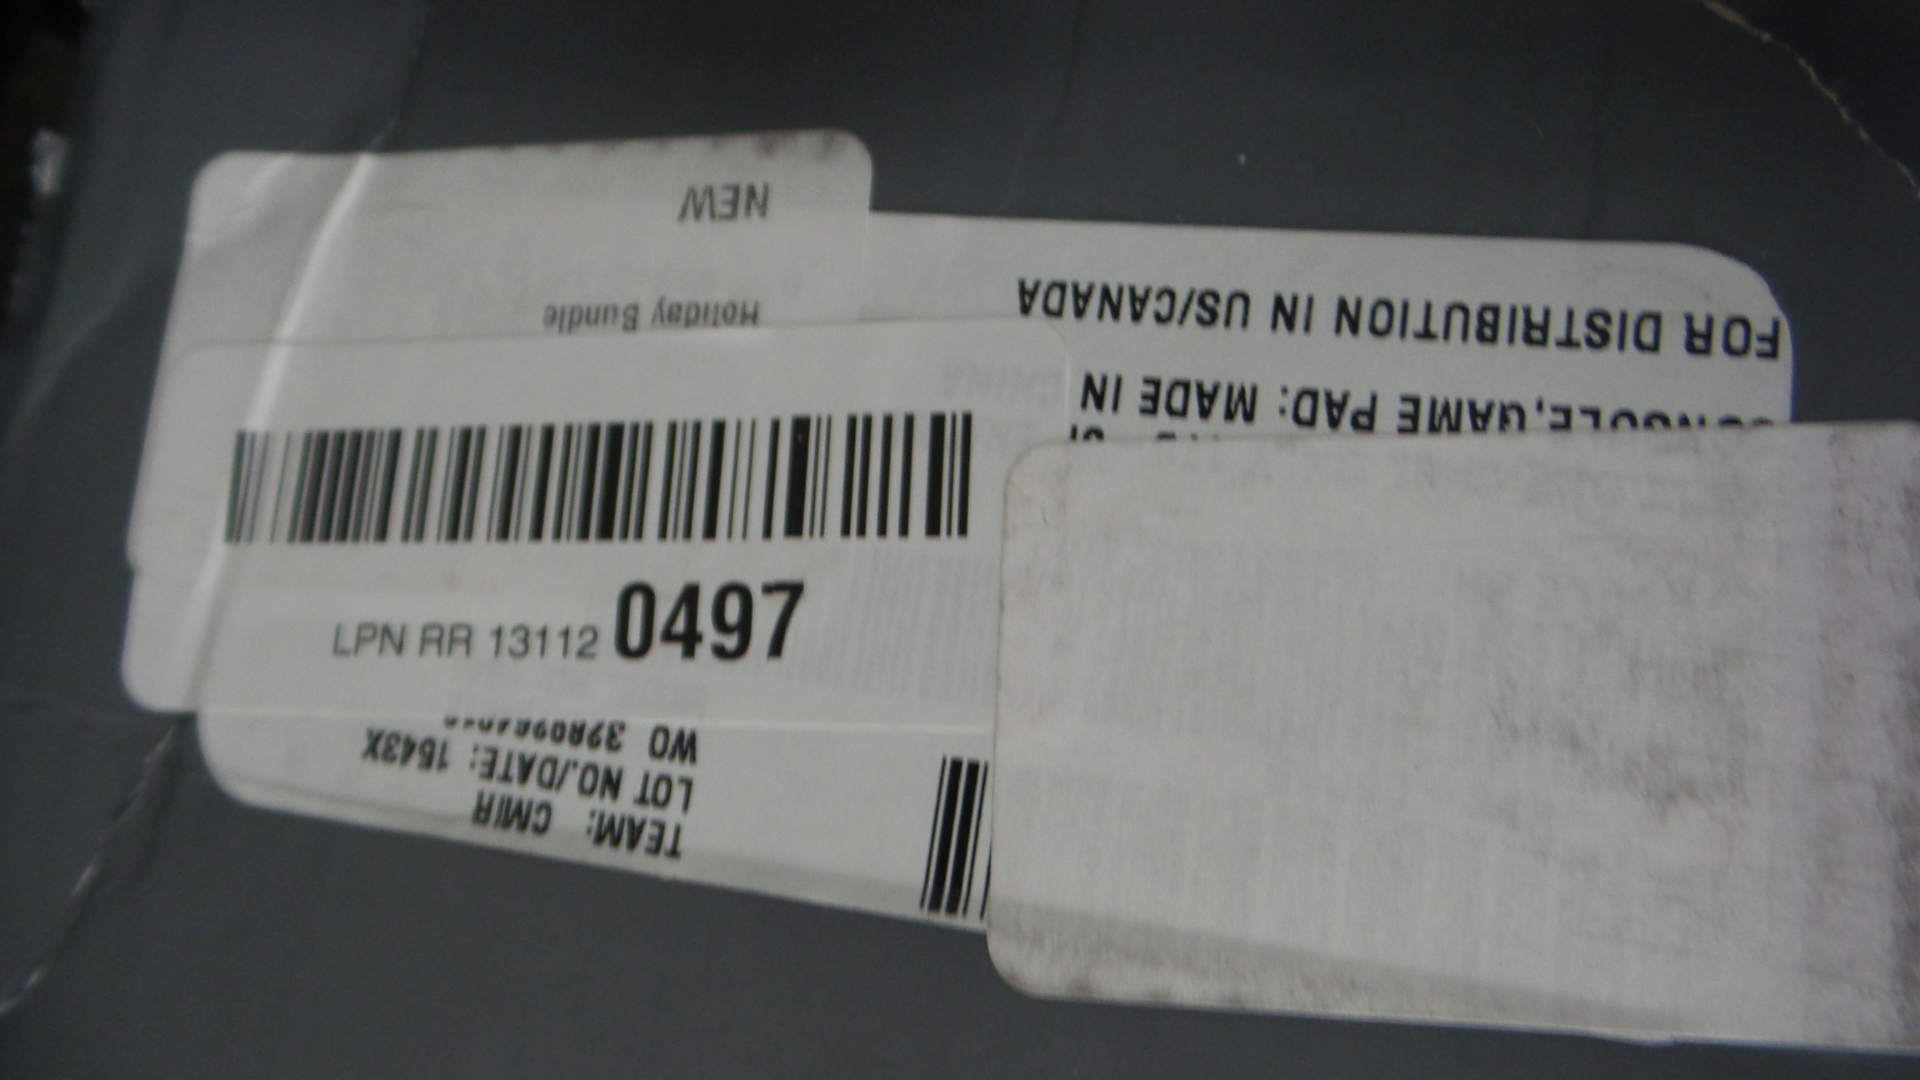 NEW
Holiday Bundle
FOR DISTRIBUTION IN US/CANADA
GAME PAD: MADE IN
CHINA
LPN RR 13112 0497
WO
LOT NO./DATE: 1543X
TEAM: CMIR